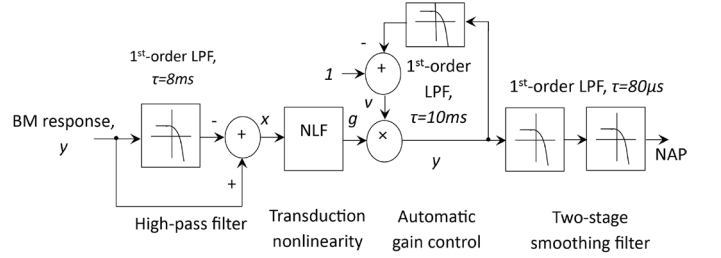 1st-order LPF,
τ=8ms
BM response,
y
-
+
+
x
NLF
g
-
1
+
v
×
1st-order
LPF,
τ=10ms
y
1st-order LPF, τ=80μs
NAP
High-pass filter
Transduction
nonlinearity
Automatic
gain control
Two-stage
smoothing filter